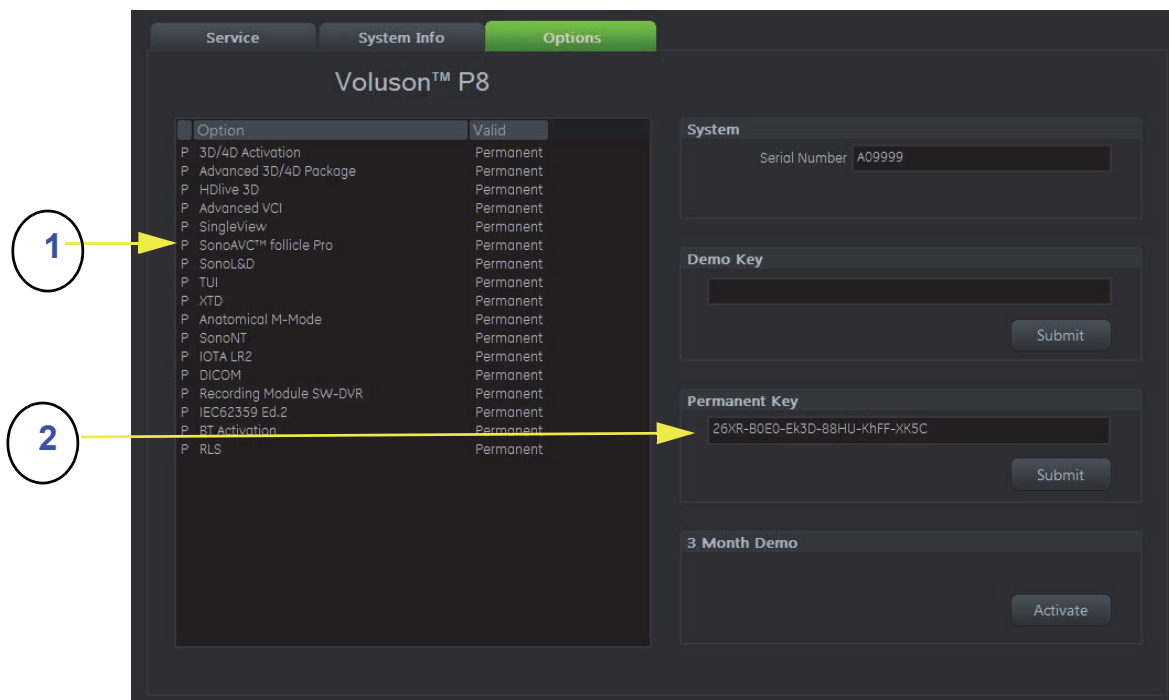 Service System Info Options
Voluson™ P8
Option Valid
P 3D/4D Activation Permanent
P Advanced 3D/4D Package Permanent
P HDlive 3D Permanent
P Advanced VCI Permanent
P SingleView Permanent
P SonoAVC™ follicle Pro Permanent
P SonoL&D Permanent
P TUI Permanent
P XTD Permanent
P Anatomical M-Mode Permanent
P SonoNT Permanent
P IOTA LR2 Permanent
P DICOM Permanent
P Recording Module SW-DVR Permanent
P IEC62359 Ed.2 Permanent
P BT Activation Permanent
P RLS Permanent
1
2
System
Serial Number A09999
Demo Key
Submit
Permanent Key
26XR-B0E0-Ek3D-88HU-KhFF-XK5C
Submit
3 Month Demo
Activate